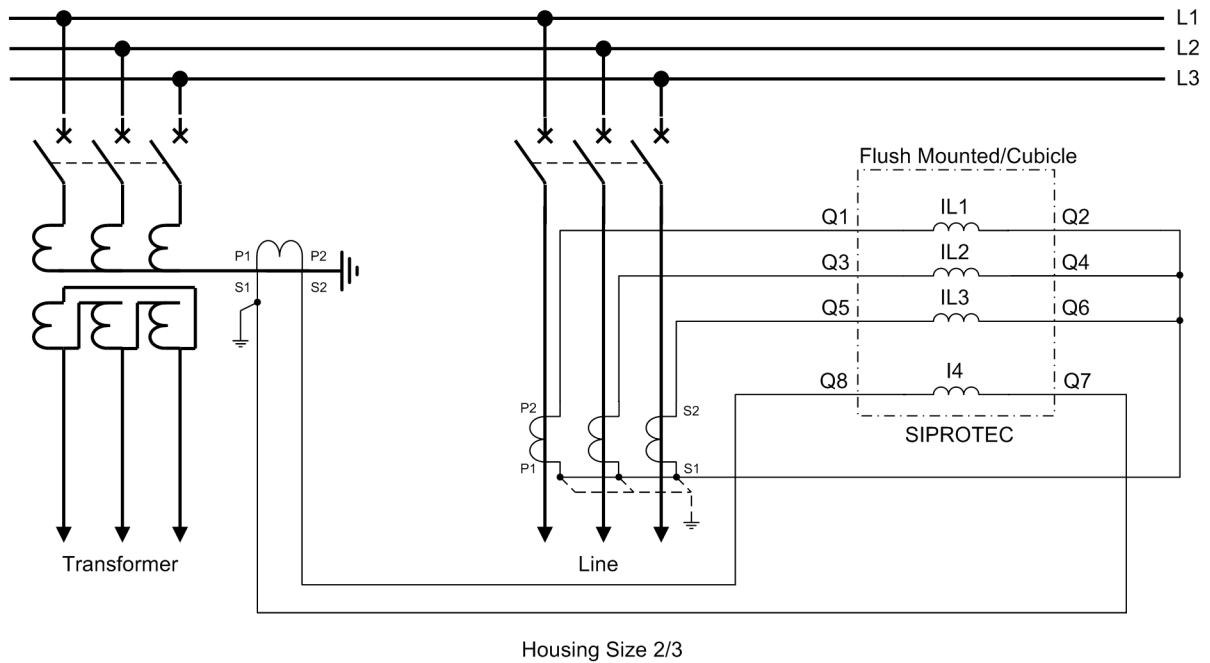 L1
L2
L3
Flush Mounted/Cubicle
Q1 IL1 Q2
P1 P2
Q3 IL2 Q4
S1 S2
Q5 IL3 Q6
Q8 I4 Q7
P2 S2
SIPROTEC
P1 S1
Transformer
Line
Housing Size 2/3